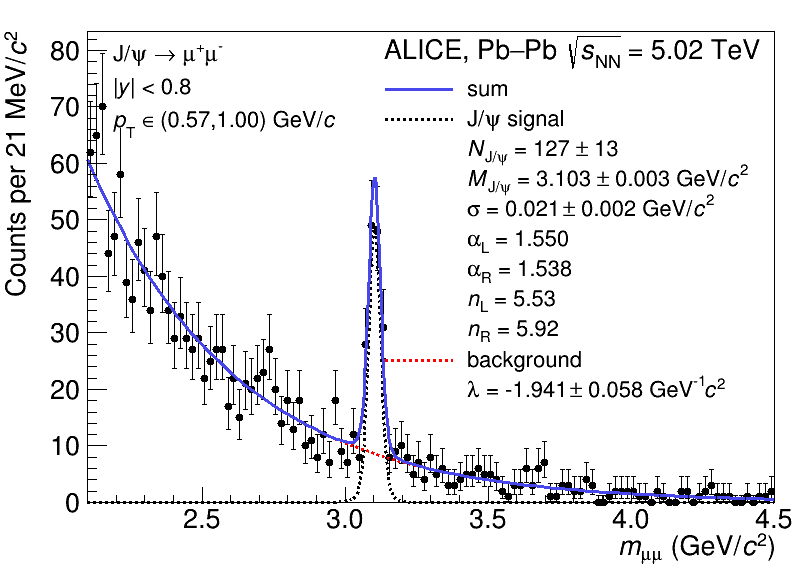 ALICE, Pb–Pb √s_NN = 5.02 TeV
J/ψ → μ⁺μ⁻
|y| < 0.8
p_T ∈ (0.57,1.00) GeV/c
sum
J/ψ signal
N_J/ψ = 127 ± 13
M_J/ψ = 3.103 ± 0.003 GeV/c²
σ = 0.021 ± 0.002 GeV/c²
α_L = 1.550
α_R = 1.538
n_L = 5.53
n_R = 5.92
background
λ = -1.941 ± 0.058 GeV⁻¹c²
Counts per 21 MeV/c²
80
70
60
50
40
30
20
10
0
2.5 3.0 3.5 4.0 4.5
m_μμ (GeV/c²)